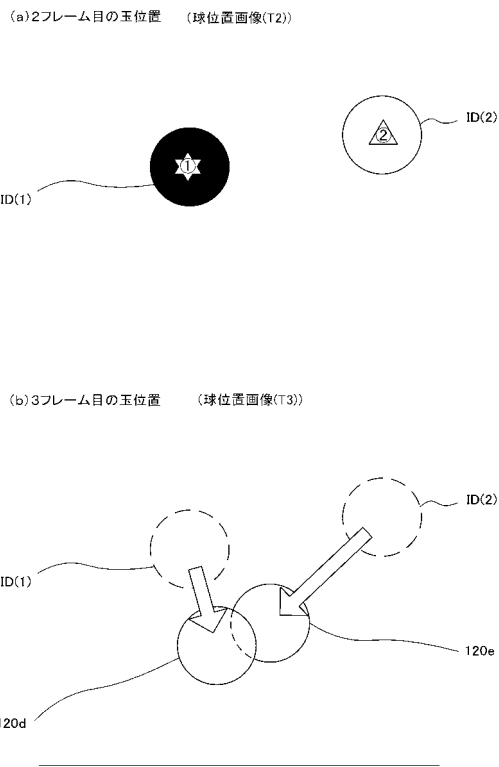 (a)2フレーム目の玉位置 (球位置画像(T2))
ID(2)
②
①
ID(1)
(b)3フレーム目の玉位置 (球位置画像(T3))
ID(2)
ID(1)
120e
120d